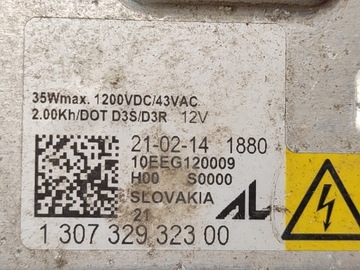 35Wmax. 1200VDC/43VAC
2.00Kh/DOT D3S/D3R 12V
21-02-14 1880
10EEG120009
H00 S0000
SLOVAKIA
21
AL
1 307 329 323 00